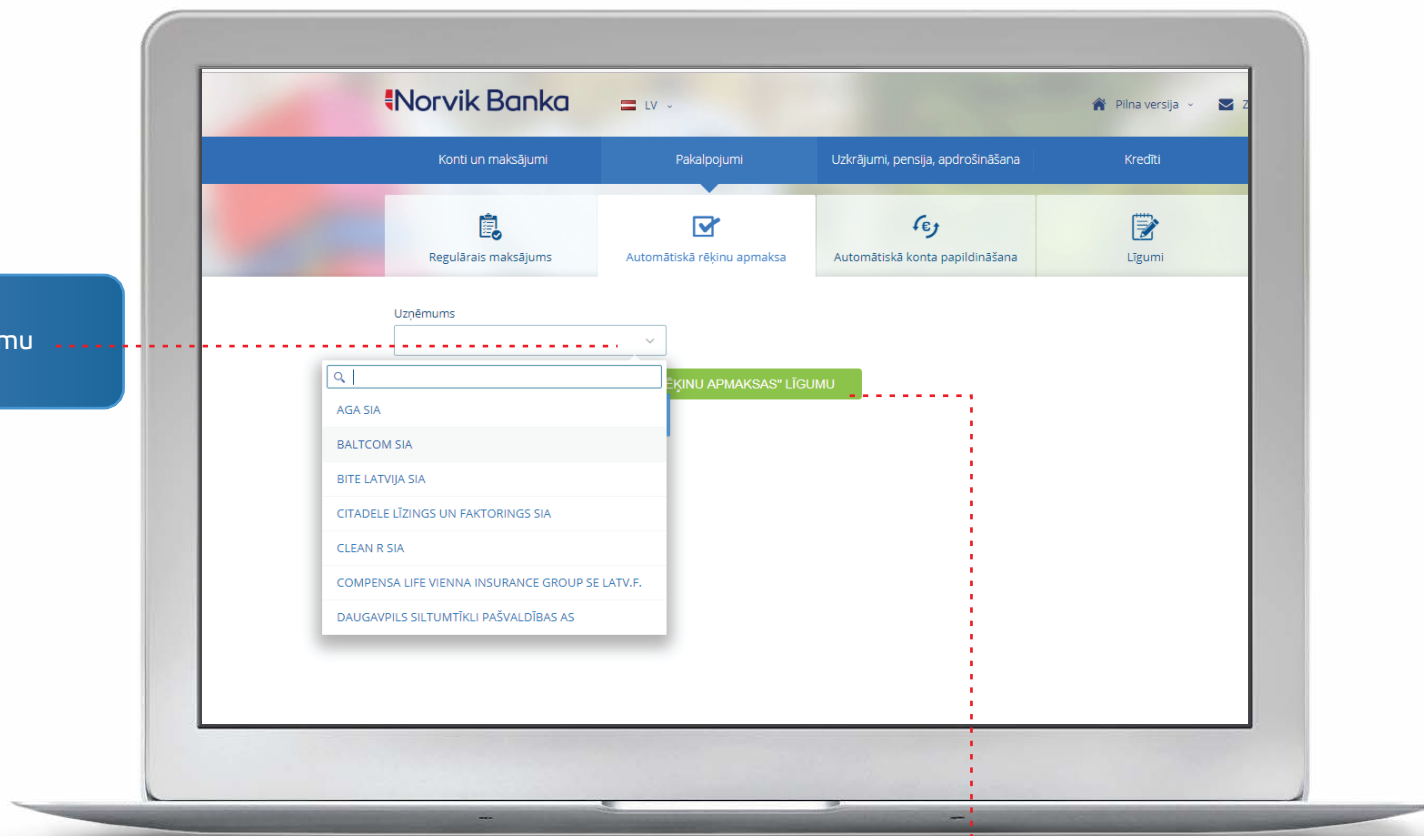 Norvik Banka
LV
Pilna versija
Konti un maksājumi
Pakalpojumi
Uzkrājumi, pensija, apdrošināšana
Kredīti
Regulārais maksājums
Automātiskā rēķinu apmaksa
Automātiskā konta papildināšana
Līgumi
Uzņēmums
mu
ĒĶINU APMAKSAS" LĪGUMU
AGA SIA
BALTCOM SIA
BITE LATVIJA SIA
CITADELE LĪZINGS UN FAKTORINGS SIA
CLEAN R SIA
COMPENSA LIFE VIENNA INSURANCE GROUP SE LATV.F.
DAUGAVPILS SILTUMTĪKLI PAŠVALDĪBAS AS